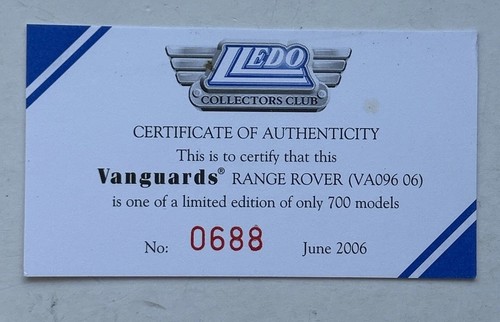 LLEDO
COLLECTORS CLUB
CERTIFICATE OF AUTHENTICITY
This is to certify that this
Vanguards® RANGE ROVER (VA096 06)
is one of a limited edition of only 700 models
No: 0688 June 2006